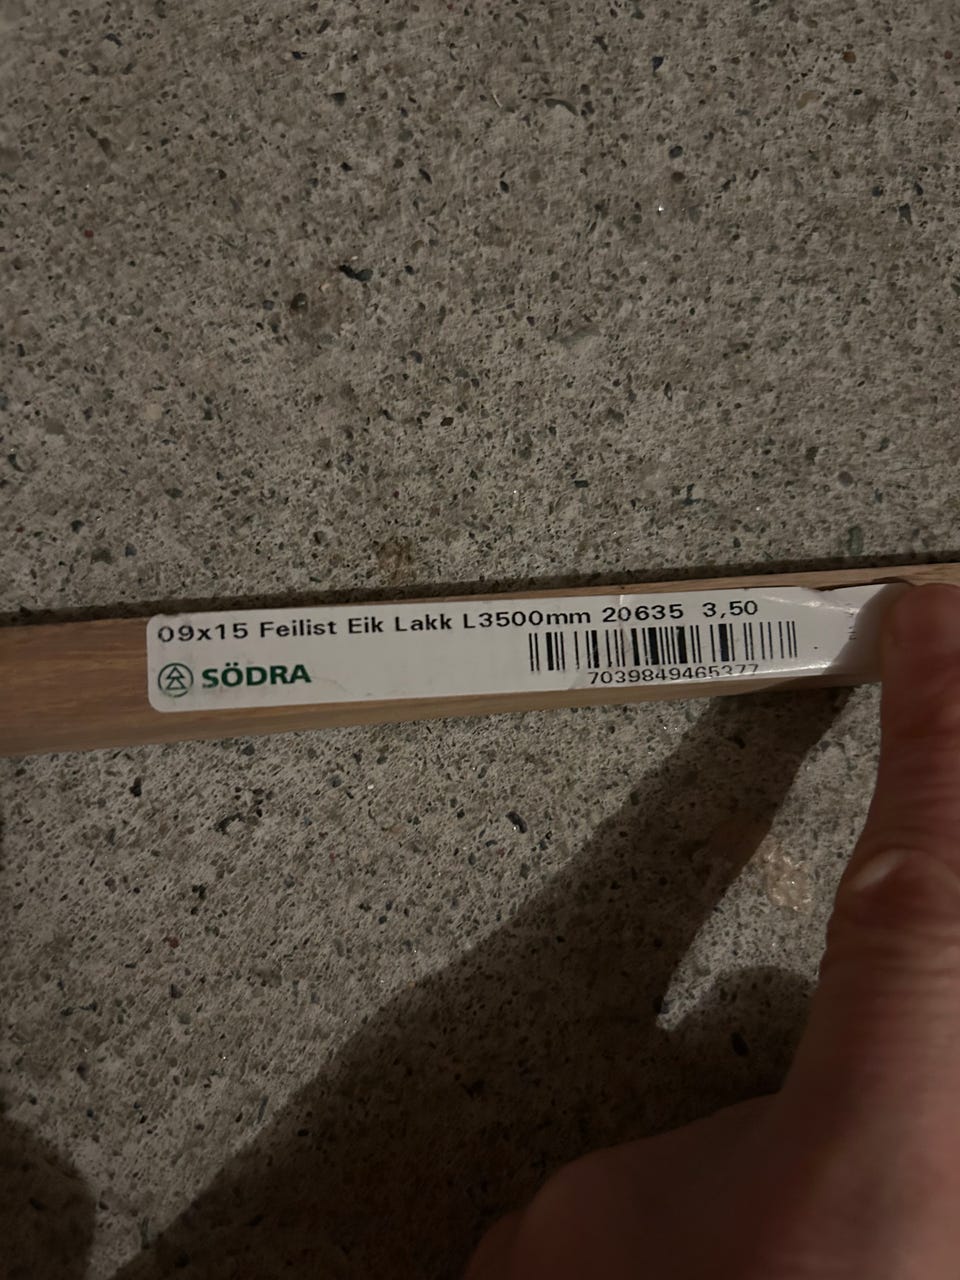 09x15 Feilist Eik Lakk L3500mm 20635 3,50
SÖDRA
7039849465377